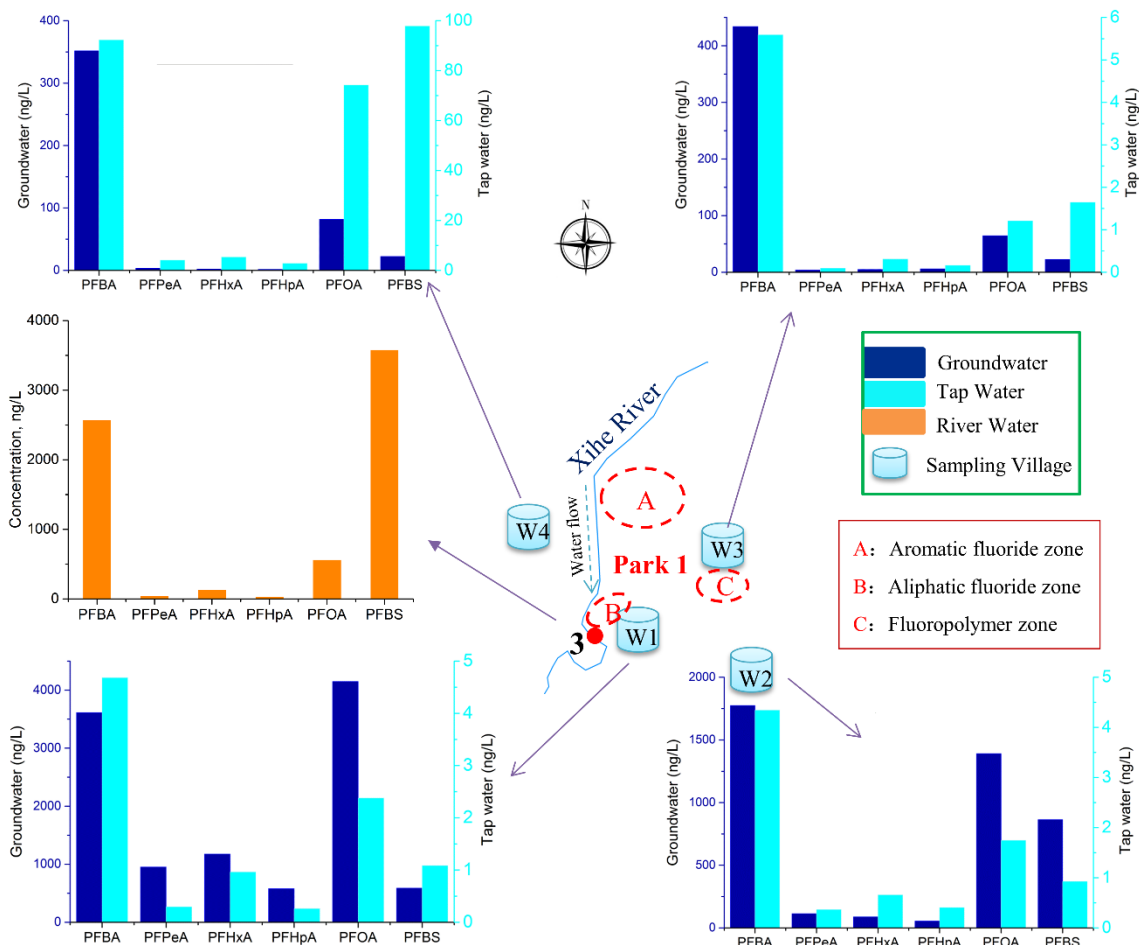 400
300
200
100
0
Groundwater (ng/L)
100
80
60
40
20
0
Tap water (ng/L)
PFBA PFPeA PFHxA PFHpA PFOA PFBS
400
300
200
100
0
Groundwater (ng/L)
6
5
4
3
2
1
0
Tap water (ng/L)
PFBA PFPeA PFHxA PFHpA PFOA PFBS
N
4000
3000
2000
1000
0
Concentration, ng/L
PFBA PFPeA PFHxA PFHpA PFOA PFBS
Xihe River
Water flow
A
W4
Park 1
W3
C
B
W1
3
W2
Groundwater
Tap Water
River Water
Sampling Village
A: Aromatic fluoride zone
B: Aliphatic fluoride zone
C: Fluoropolymer zone
4000
3000
2000
1000
0
Groundwater (ng/L)
5
4
3
2
1
0
Tap water (ng/L)
PFBA PFPeA PFHxA PFHpA PFOA PFBS
2000
1500
1000
500
0
Groundwater (ng/L)
5
4
3
2
1
0
Tap water (ng/L)
PFBA PFPeA PFHxA PFHpA PFOA PFBS